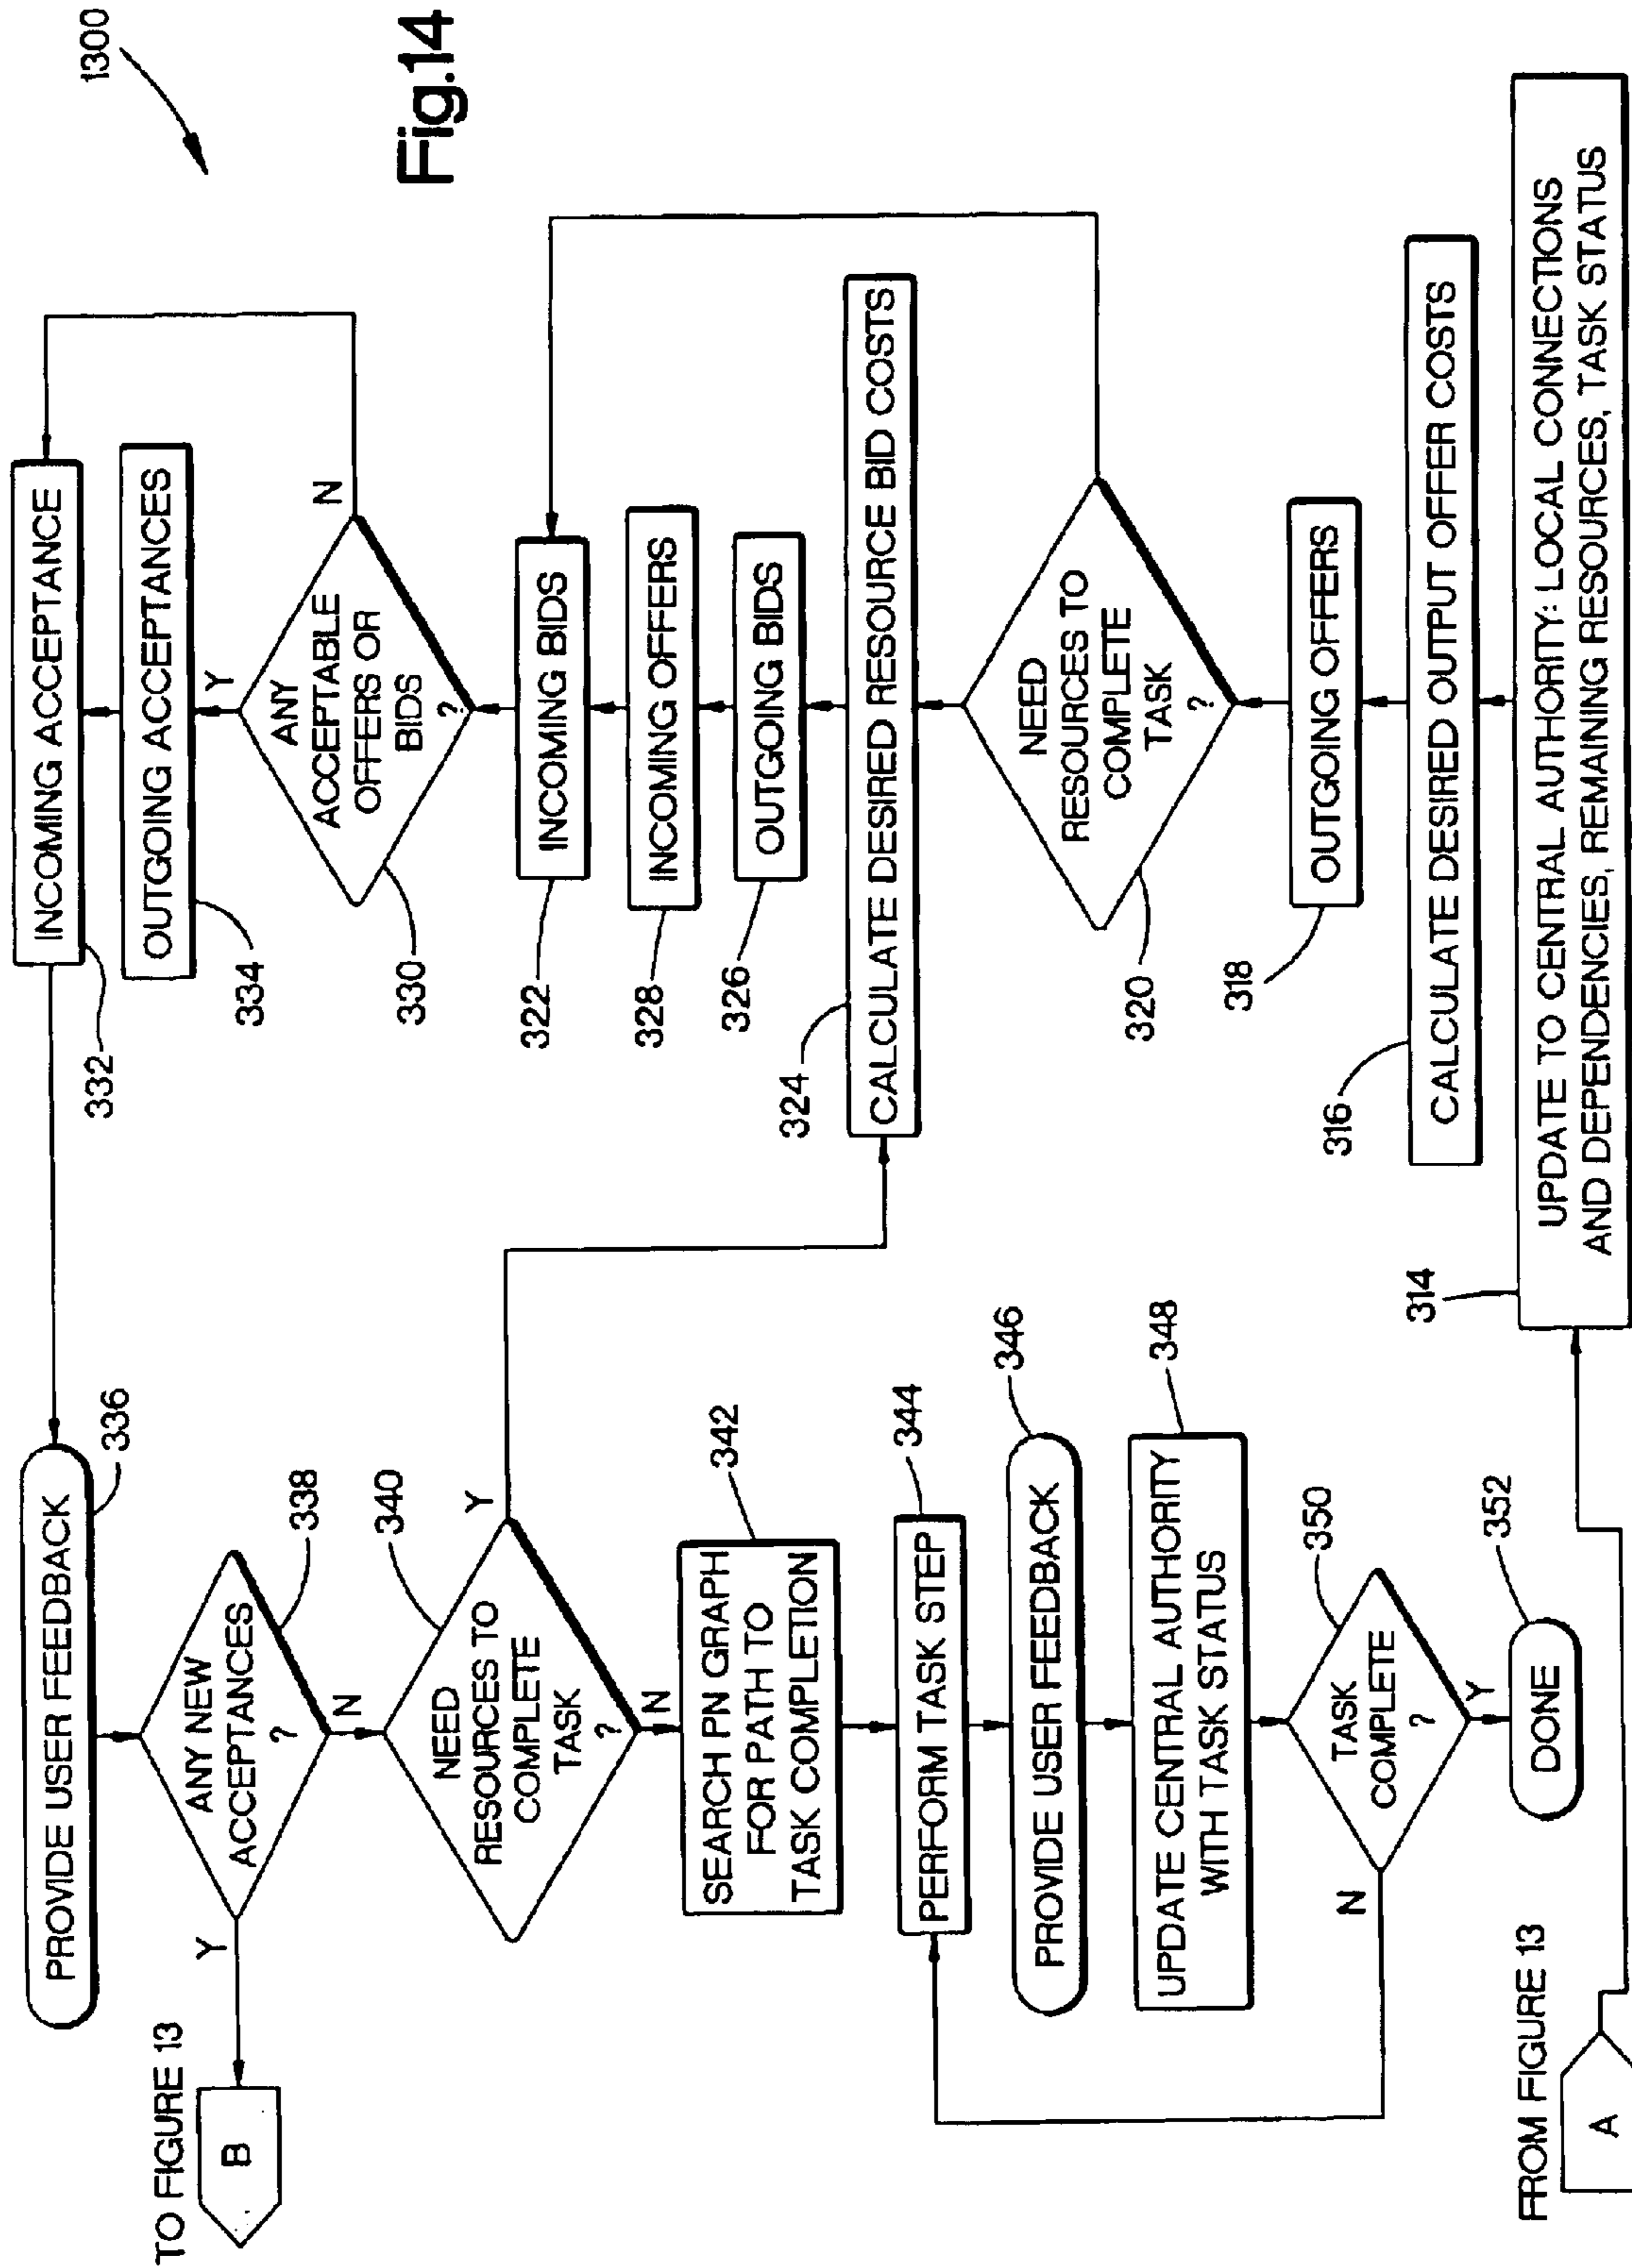 1300
Fig.14
TO FIGURE 13
B
PROVIDE USER FEEDBACK
336
Y
ANY NEW
ACCEPTANCES
?
338
N
NEED
RESOURCES TO
COMPLETE
TASK
?
340
Y
N
SEARCH PN GRAPH
FOR PATH TO
TASK COMPLETION
342
PERFORM TASK STEP
344
PROVIDE USER FEEDBACK
346
UPDATE CENTRAL AUTHORITY
WITH TASK STATUS
348
TASK
COMPLETE
?
350
N
Y
DONE
352
FROM FIGURE 13
A
INCOMING ACCEPTANCE
332
OUTGOING ACCEPTANCES
334
Y
N
ANY
ACCEPTABLE
OFFERS OR
BIDS
?
330
INCOMING BIDS
322
INCOMING OFFERS
328
OUTGOING BIDS
326
CALCULATE DESIRED RESOURCE BID COSTS
324
NEED
RESOURCES TO
COMPLETE
TASK
?
320
OUTGOING OFFERS
318
CALCULATE DESIRED OUTPUT OFFER COSTS
316
UPDATE TO CENTRAL AUTHORITY: LOCAL CONNECTIONS
AND DEPENDENCIES, REMAINING RESOURCES, TASK STATUS
314